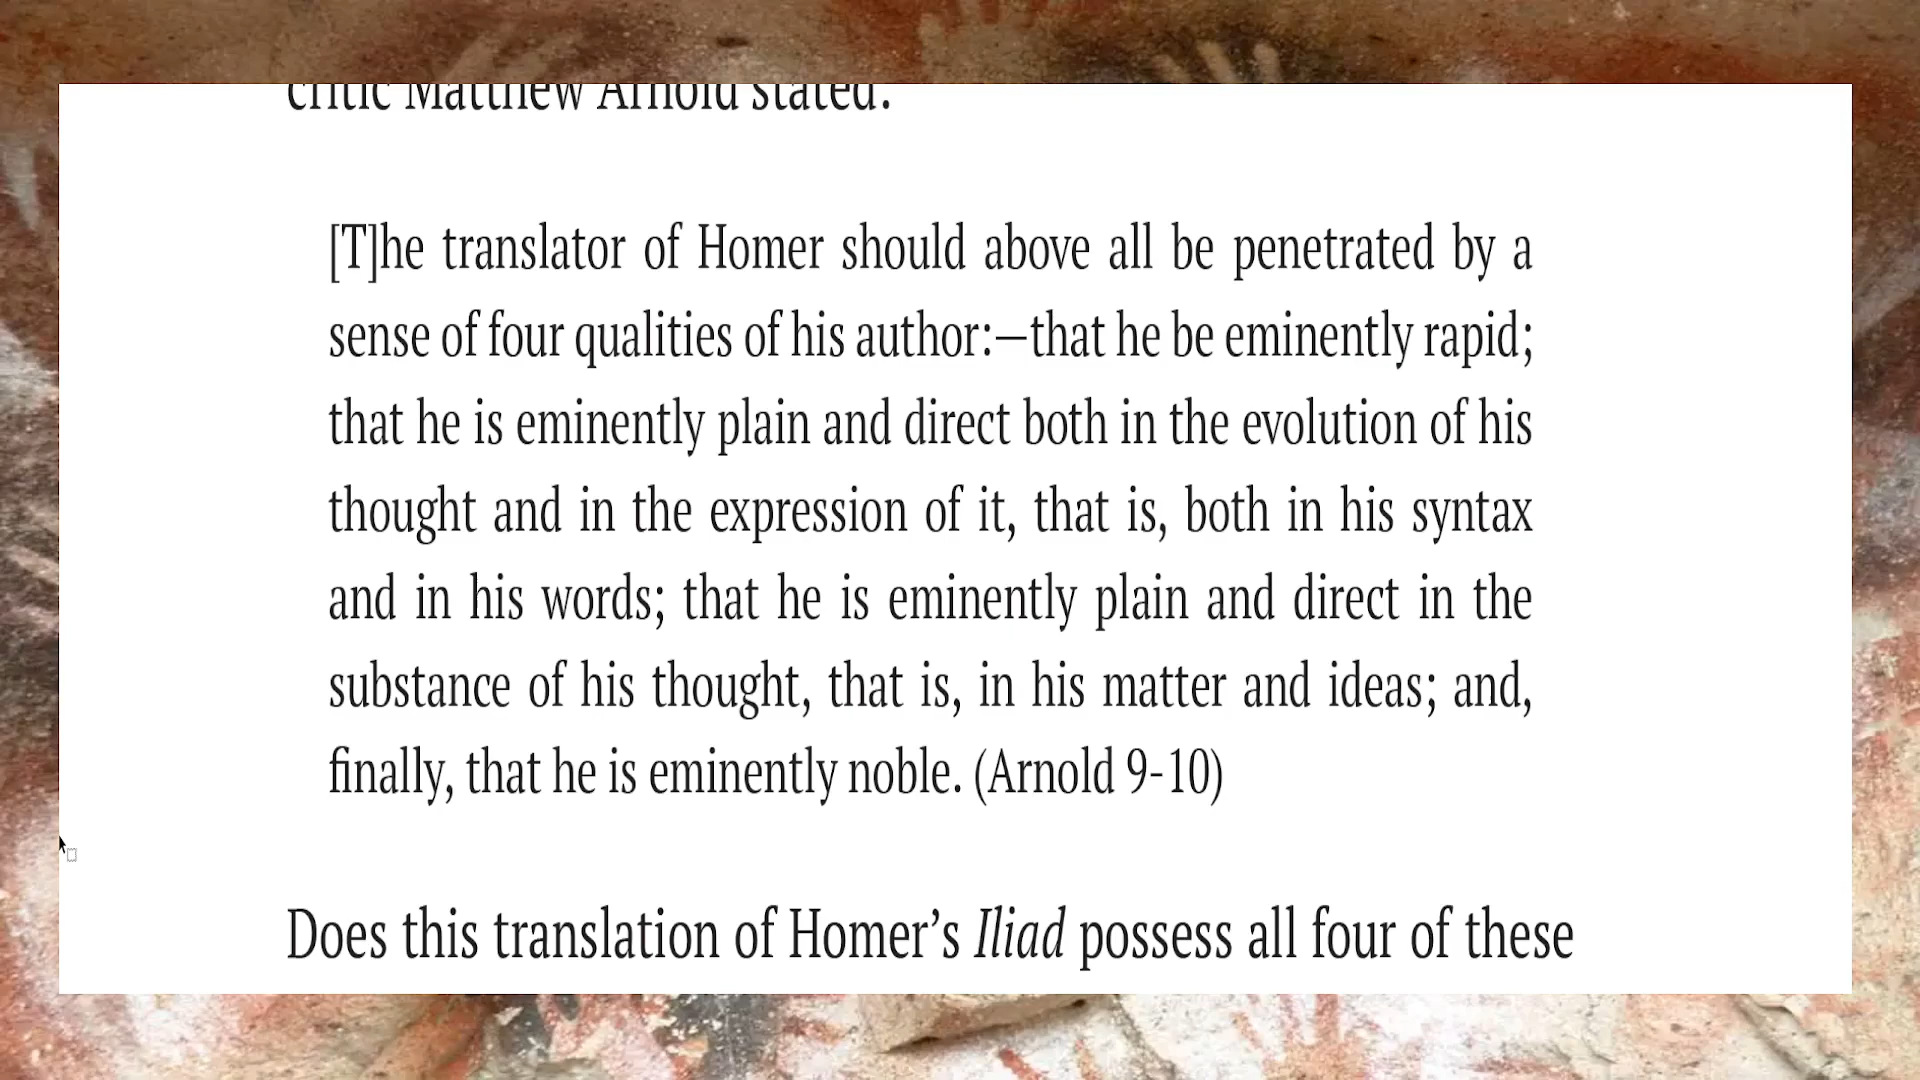 critic Matthew Arnold stated:
[T]he translator of Homer should above all be penetrated by a
sense of four qualities of his author:—that he be eminently rapid;
that he is eminently plain and direct both in the evolution of his
thought and in the expression of it, that is, both in his syntax
and in his words; that he is eminently plain and direct in the
substance of his thought, that is, in his matter and ideas; and,
finally, that he is eminently noble. (Arnold 9-10)
Does this translation of Homer’s Iliad possess all four of these